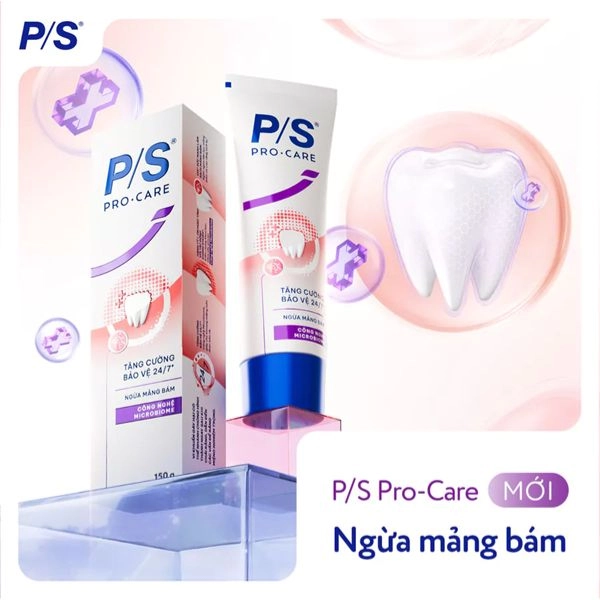 P/S®
P/S®
PRO·CARE
TĂNG CƯỜNG
BẢO VỆ 24/7*
NGỪA MẢNG BÁM
CÔNG NGHỆ
MICROBIOME
150 g
P/S®
PRO·CARE
TĂNG CƯỜNG
BẢO VỆ 24/7
NGỪA MẢNG BÁM
CÔNG NGHỆ
MICROBIOME
P/S Pro-Care MỚI
Ngừa mảng bám